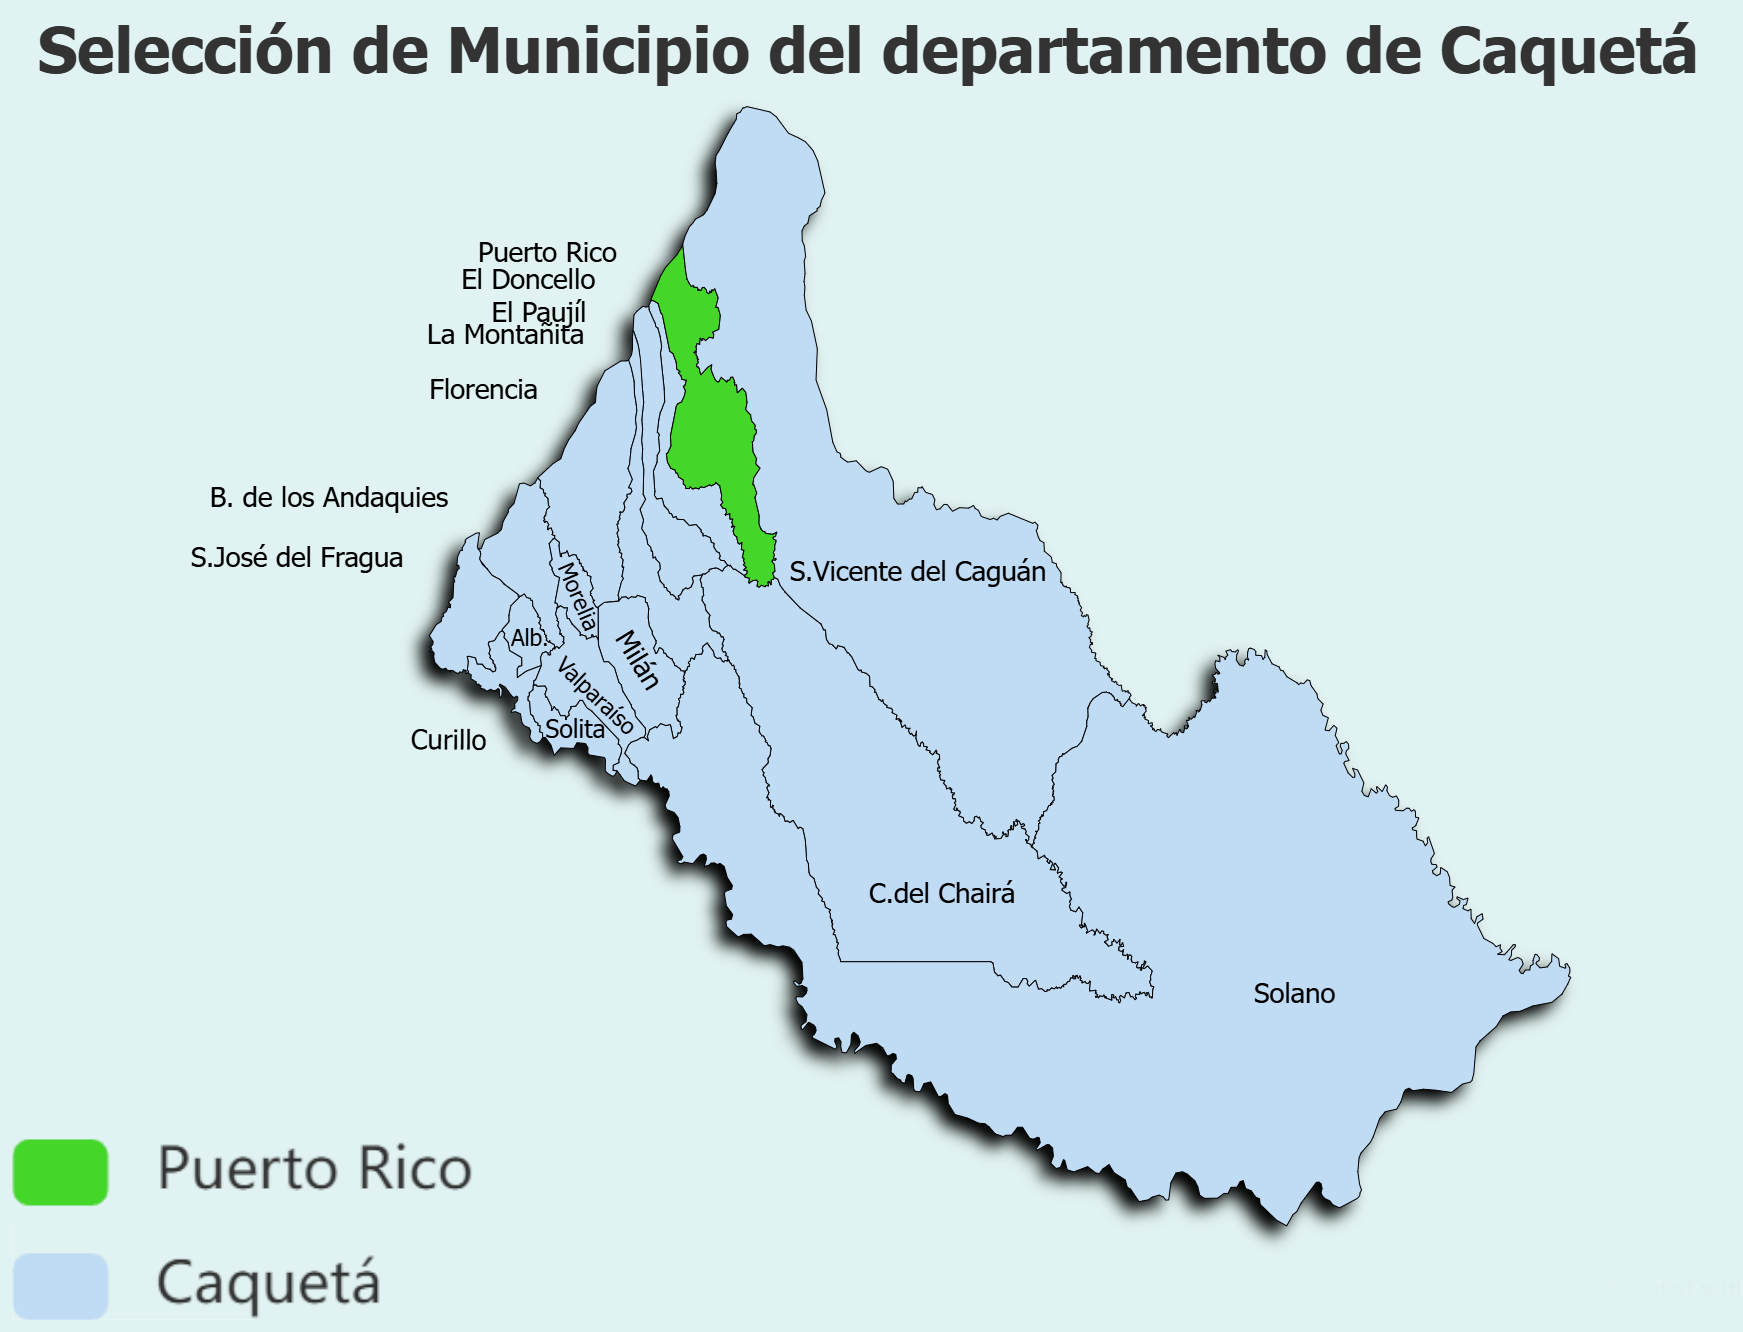 Selección de Municipio del departamento de Caquetá
Puerto Rico
El Doncello
El Paujíl
La Montañita
Florencia
B. de los Andaquies
S.José del Fragua
S.Vicente del Caguán
Morelia
Alb.
Milán
Valparaíso
Solita
Curillo
C.del Chairá
Solano
Puerto Rico
Caquetá